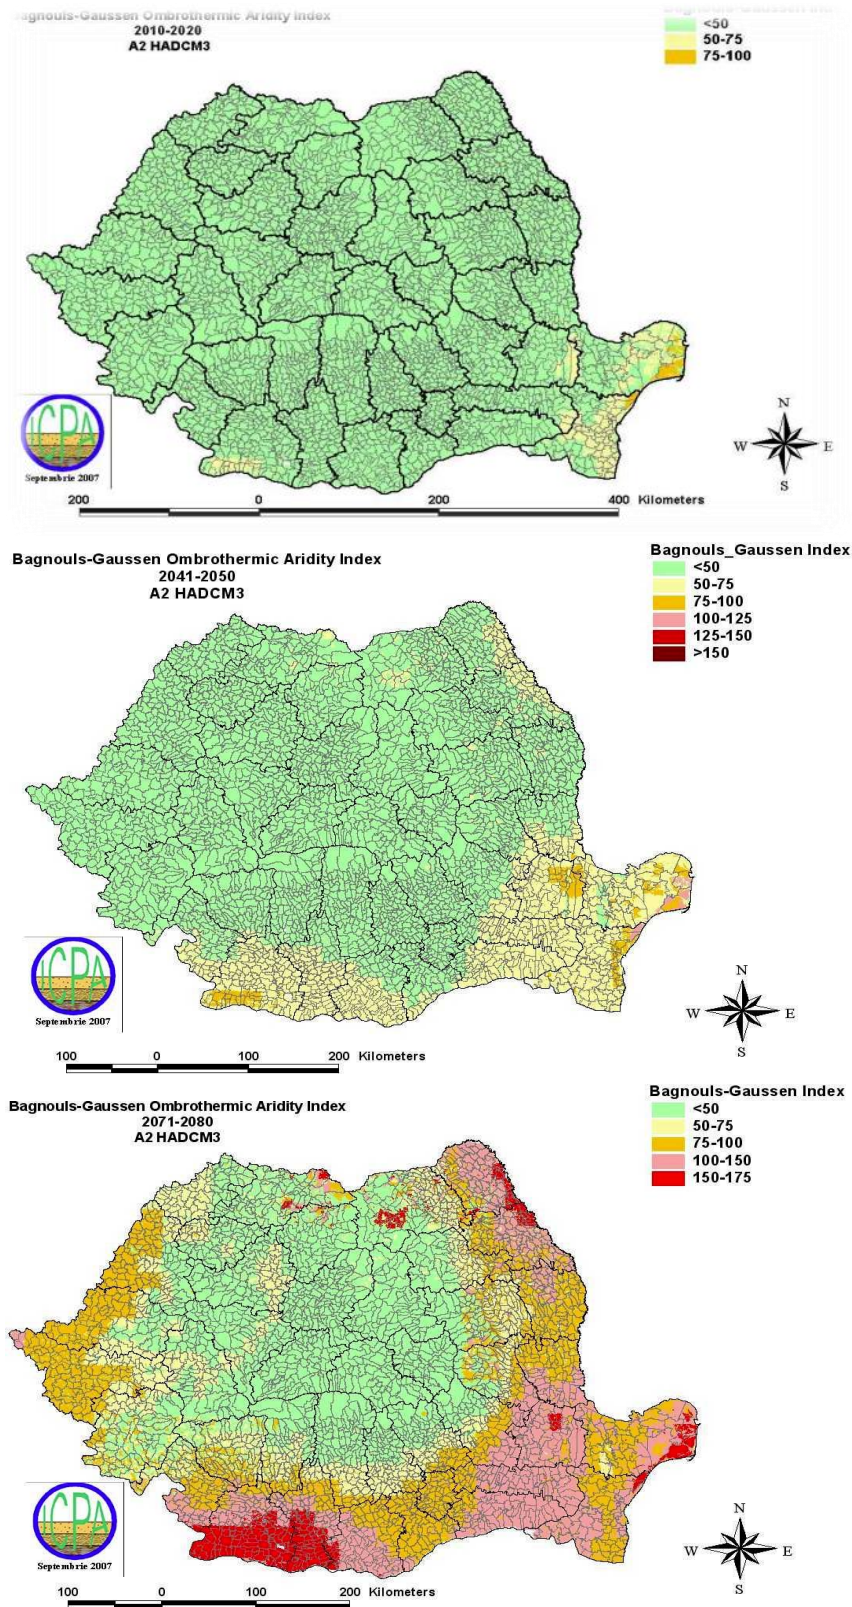 Bagnouls-Gaussen Ombrothermic Aridity Index
2010-2020
A2 HADCM3
<50
50-75
75-100
ICPA
Septembrie 2007
N
W E
S
200 0 200 400 Kilometers
Bagnouls-Gaussen Ombrothermic Aridity Index
2041-2050
A2 HADCM3
Bagnouls_Gaussen Index
<50
50-75
75-100
100-125
125-150
>150
ICPA
Septembrie 2007
N
W E
S
100 0 100 200 Kilometers
Bagnouls-Gaussen Ombrothermic Aridity Index
2071-2080
A2 HADCM3
Bagnouls-Gaussen Index
<50
50-75
75-100
100-150
150-175
ICPA
Septembrie 2007
N
W E
S
100 0 100 200 Kilometers